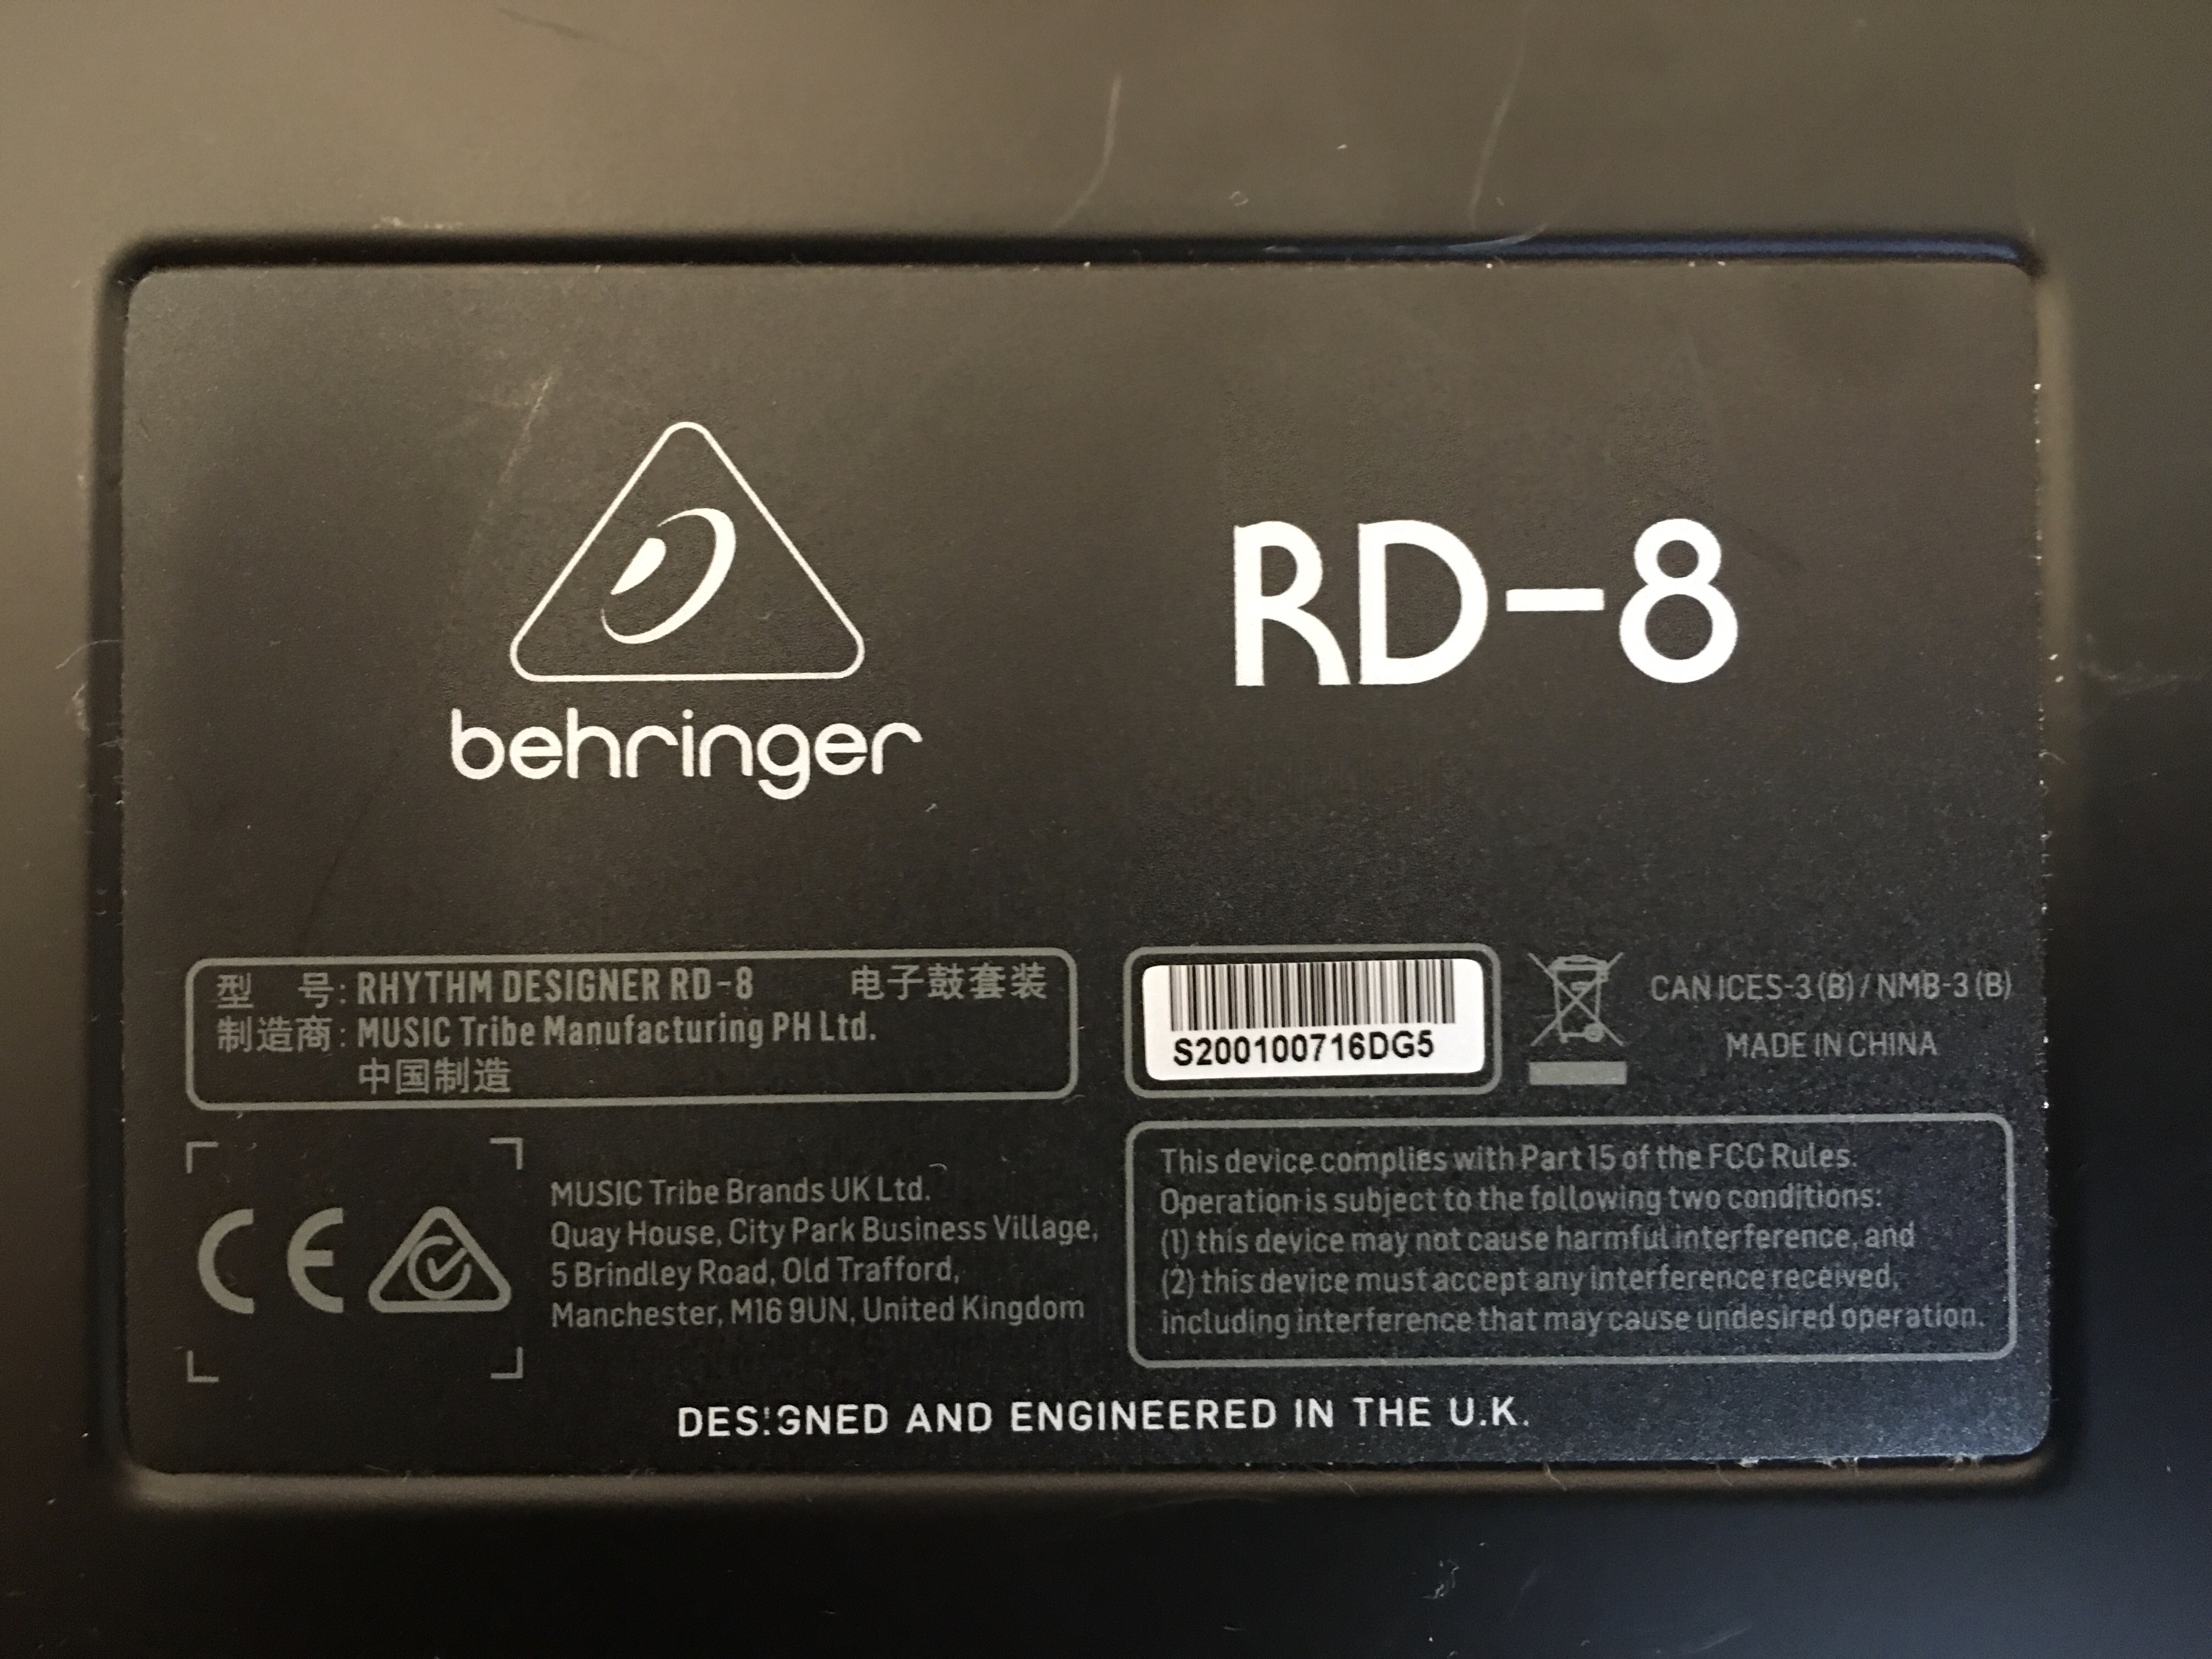 behringer
RD-8
型 号: RHYTHM DESIGNER RD-8 电子鼓套装
制造商: MUSIC Tribe Manufacturing PH Ltd.
中国制造
S200100716DG5
CAN ICES-3 (B) / NMB-3 (B)
MADE IN CHINA
CE
MUSIC Tribe Brands UK Ltd.
Quay House, City Park Business Village,
5 Brindley Road, Old Trafford,
Manchester, M16 9UN, United Kingdom
This device complies with Part 15 of the FCC Rules.
Operation is subject to the following two conditions:
(1) this device may not cause harmful interference, and
(2) this device must accept any interference received,
including interference that may cause undesired operation.
DESIGNED AND ENGINEERED IN THE U.K.